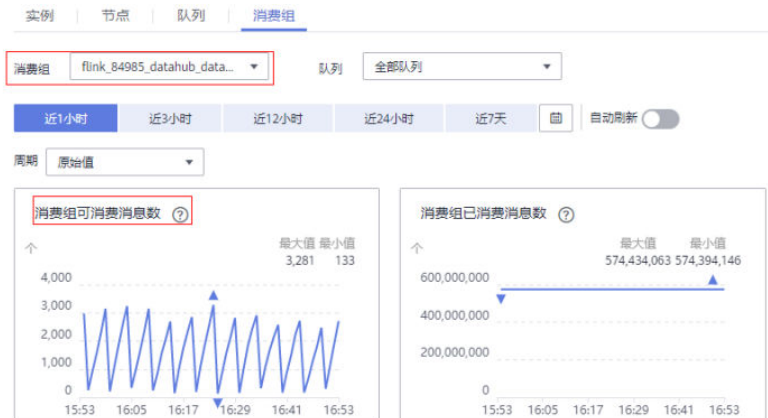 实例 节点 队列 消费组
消费组 flink_84985_datahub_data... 队列 全部队列
近1小时 近3小时 近12小时 近24小时 近7天 自动刷新
周期 原始值
消费组可消费消息数 ?
个
最大值 最小值
3,281 133
4,000
3,000
2,000
1,000
0
15:53 16:05 16:17 16:29 16:41 16:53
消费组已消费消息数 ?
个
最大值 最小值
574,434,063 574,394,146
600,000,000
400,000,000
200,000,000
0
15:53 16:05 16:17 16:29 16:41 16:53